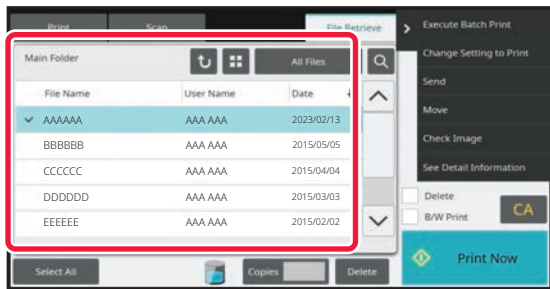 Print Scan File Retrieve
Main Folder All Files
File Name User Name Date
AAAAAA AAA AAA 2023/02/13
BBBBBB AAA AAA 2015/05/05
CCCCCC AAA AAA 2015/04/04
DDDDDD AAA AAA 2015/03/03
EEEEEE AAA AAA 2015/02/02
Select All Copies Delete
Execute Batch Print
Change Setting to Print
Send
Move
Check Image
See Detail Information
Delete
B/W Print
CA
Print Now